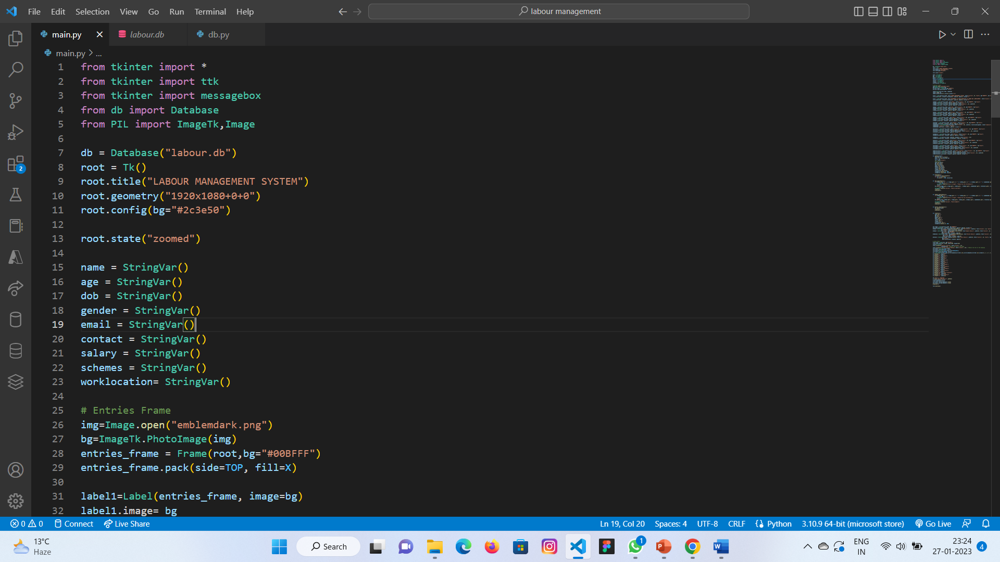 File Edit Selection View Go Run Terminal Help
labour management
main.py labour.db db.py
main.py > ...
1 from tkinter import *
2 from tkinter import ttk
3 from tkinter import messagebox
4 from db import Database
5 from PIL import ImageTk,Image
6
7 db = Database("labour.db")
8 root = Tk()
9 root.title("LABOUR MANAGEMENT SYSTEM")
10 root.geometry("1920x1080+0+0")
11 root.config(bg="#2c3e50")
12
13 root.state("zoomed")
14
15 name = StringVar()
16 age = StringVar()
17 dob = StringVar()
18 gender = StringVar()
19 email = StringVar()
20 contact = StringVar()
21 salary = StringVar()
22 schemes = StringVar()
23 worklocation= StringVar()
24
25 # Entries Frame
26 img=Image.open("emblemdark.png")
27 bg=ImageTk.PhotoImage(img)
28 entries_frame = Frame(root,bg="#00BFFF")
29 entries_frame.pack(side=TOP, fill=X)
30
31 label1=Label(entries_frame, image=bg)
32 label1.image= bg
2
0 0 Connect Live Share Ln 19, Col 20 Spaces: 4 UTF-8 CRLF Python 3.10.9 64-bit (microsoft store) Go Live
13°C
Haze
Search
1
ENG
IN
23:24
27-01-2023
4